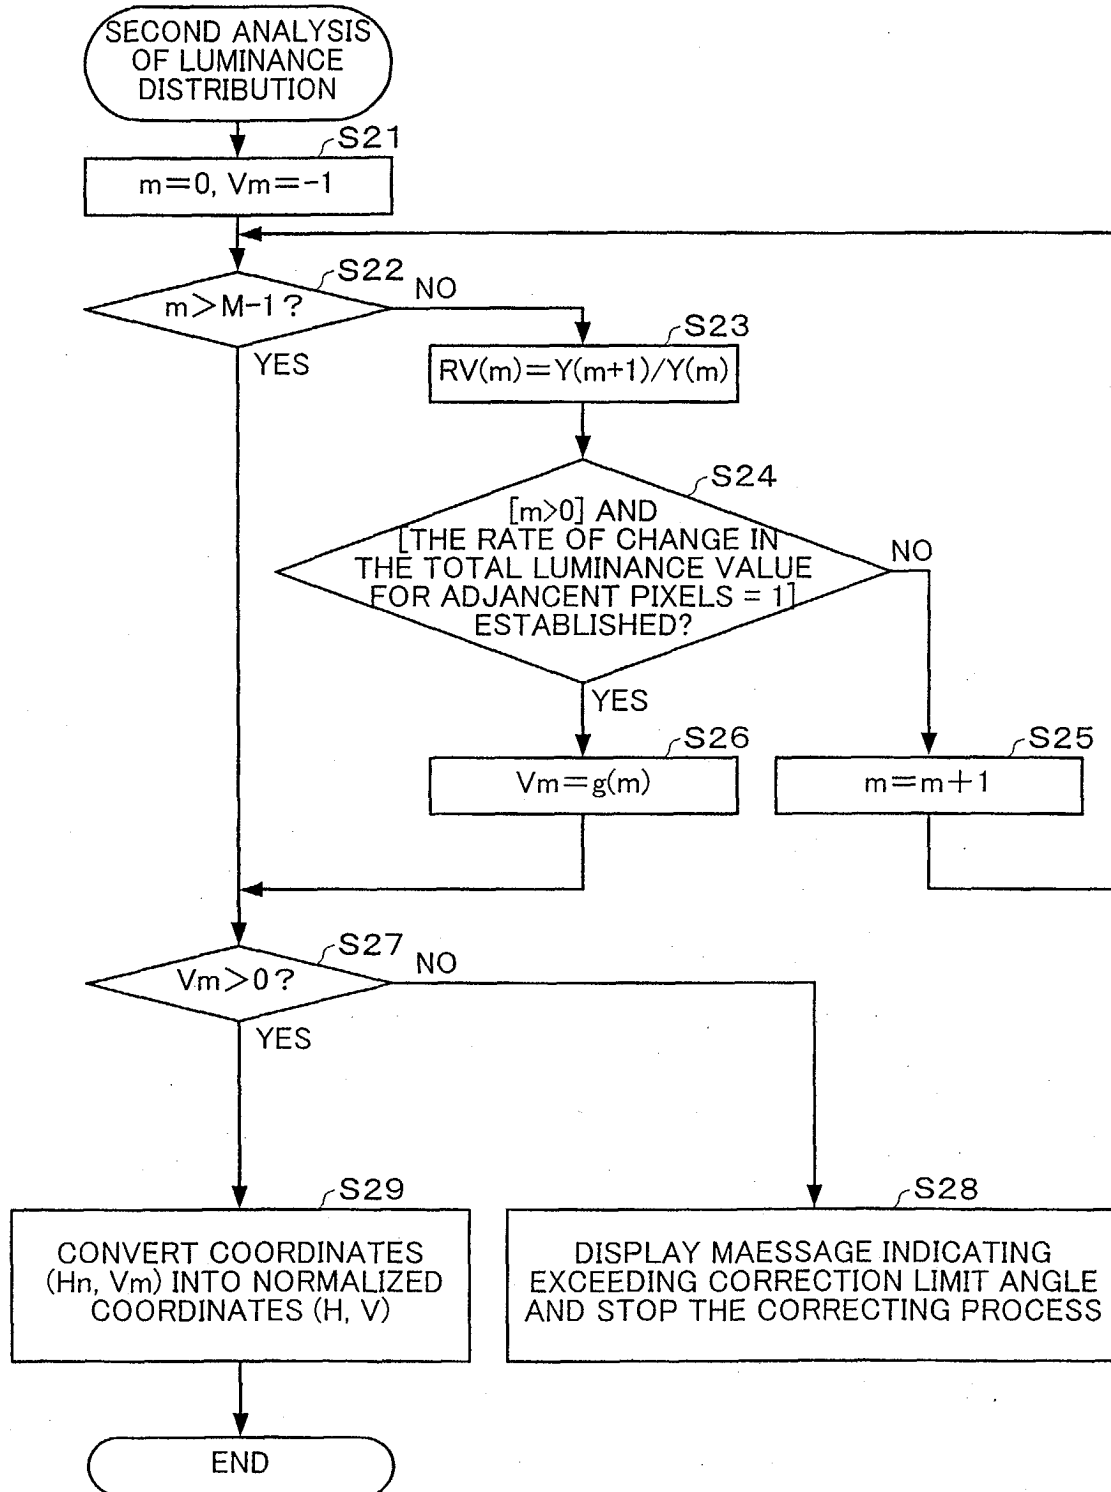 SECOND ANALYSIS
OF LUMINANCE
DISTRIBUTION
S21
m=0, Vm=-1
S22
m>M-1?
NO
YES
S23
RV(m)=Y(m+1)/Y(m)
S24
[m>0] AND
[THE RATE OF CHANGE IN
THE TOTAL LUMINANCE VALUE
FOR ADJANCENT PIXELS = 1]
ESTABLISHED?
NO
YES
S26
Vm=g(m)
S25
m=m+1
S27
Vm>0?
NO
YES
S29
CONVERT COORDINATES
(Hn, Vm) INTO NORMALIZED
COORDINATES (H, V)
S28
DISPLAY MAESSAGE INDICATING
EXCEEDING CORRECTION LIMIT ANGLE
AND STOP THE CORRECTING PROCESS
END